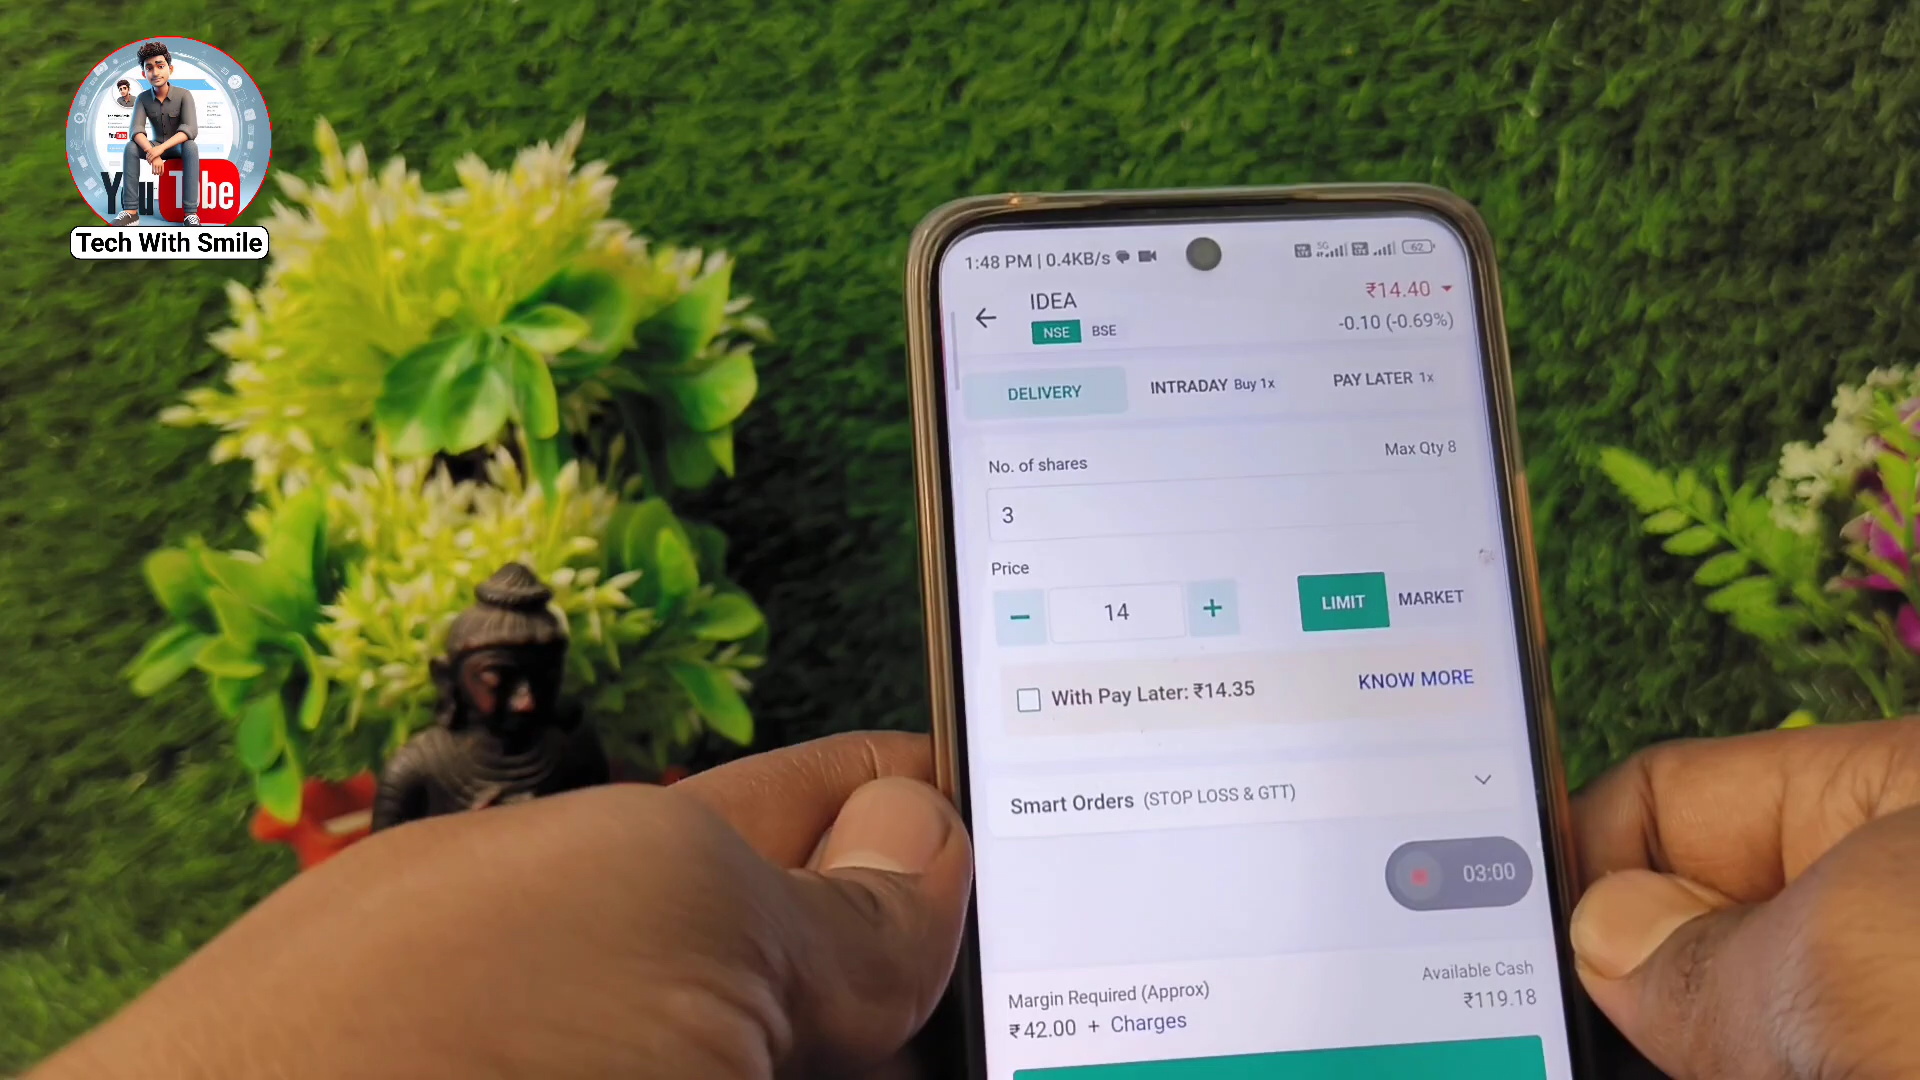 YouTube
Tech With Smile
1:48 PM | 0.4KB/s
5G
62
IDEA
₹14.40
NSE BSE
-0.10 (-0.69%)
DELIVERY
INTRADAY Buy 1x
PAY LATER 1x
No. of shares
Max Qty 8
3
Price
14
LIMIT
MARKET
With Pay Later: ₹14.35
KNOW MORE
Smart Orders (STOP LOSS & GTT)
03:00
Margin Required (Approx)
Available Cash
₹42.00 + Charges
₹119.18